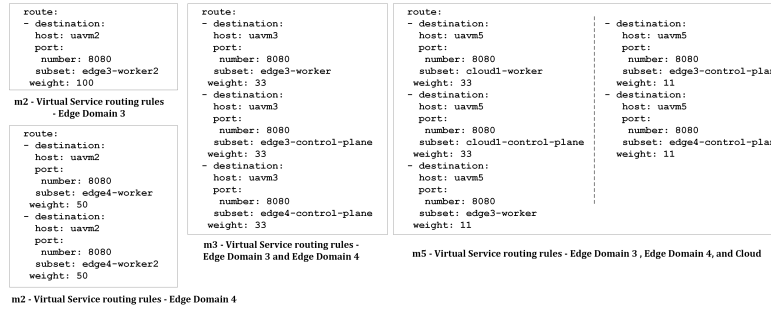 route:
- destination:
host: uavm2
port:
number: 8080
subset: edge3-worker2
weight: 100
m2 - Virtual Service routing rules
- Edge Domain 3
route:
- destination:
host: uavm2
port:
number: 8080
subset: edge4-worker
weight: 50
- destination:
host: uavm2
port:
number: 8080
subset: edge4-worker2
weight: 50
m2 - Virtual Service routing rules - Edge Domain 4
route:
- destination:
host: uavm3
port:
number: 8080
subset: edge3-worker
weight: 33
- destination:
host: uavm3
port:
number: 8080
subset: edge3-control-plane
weight: 33
- destination:
host: uavm3
port:
number: 8080
subset: edge4-control-plane
weight: 33
m3 - Virtual Service routing rules -
Edge Domain 3 and Edge Domain 4
route:
- destination:
host: uavm5
port:
number: 8080
subset: cloud1-worker
weight: 33
- destination:
host: uavm5
port:
number: 8080
subset: cloud1-control-plane
weight: 33
- destination:
host: uavm5
port:
number: 8080
subset: edge3-worker
weight: 11
- destination:
host: uavm5
port:
number: 8080
subset: edge3-control-plan
weight: 11
- destination:
host: uavm5
port:
number: 8080
subset: edge4-control-plan
weight: 11
m5 - Virtual Service routing rules - Edge Domain 3 , Edge Domain 4, and Cloud